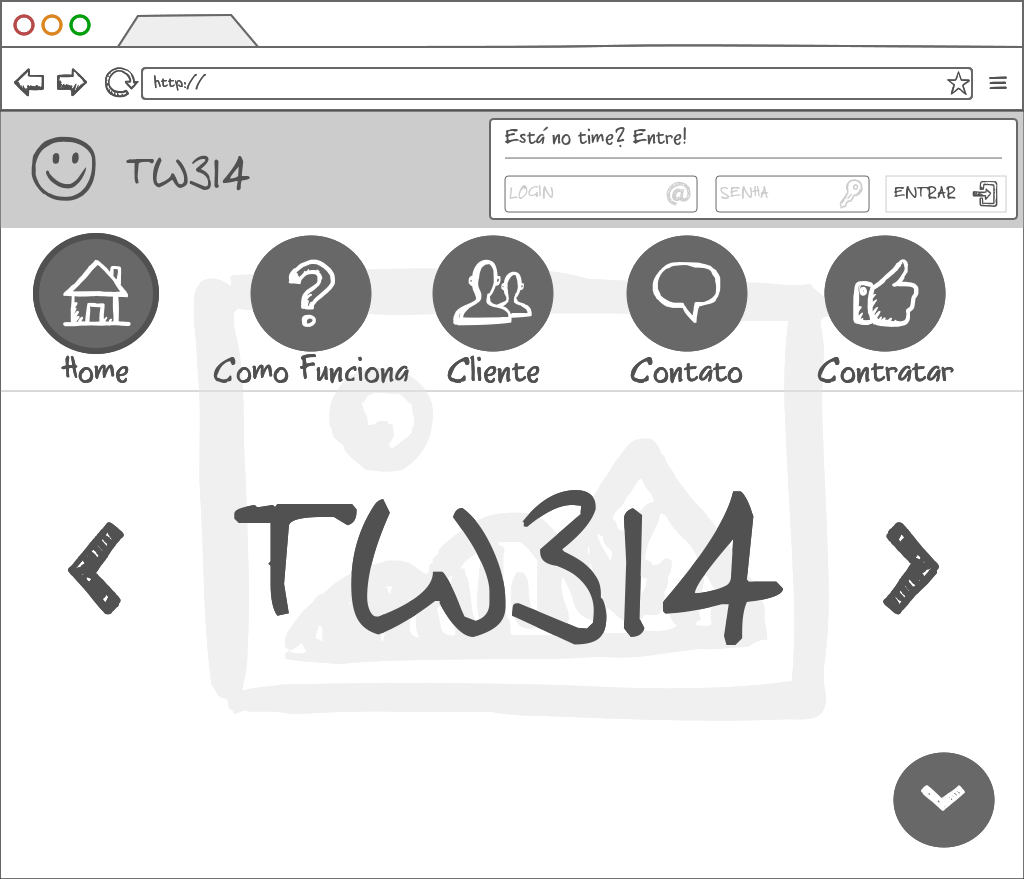 http://
TW314
Está no time? Entre!
LOGIN @ SENHA ENTRAR
Home Como Funciona Cliente Contato Contratar
TW314